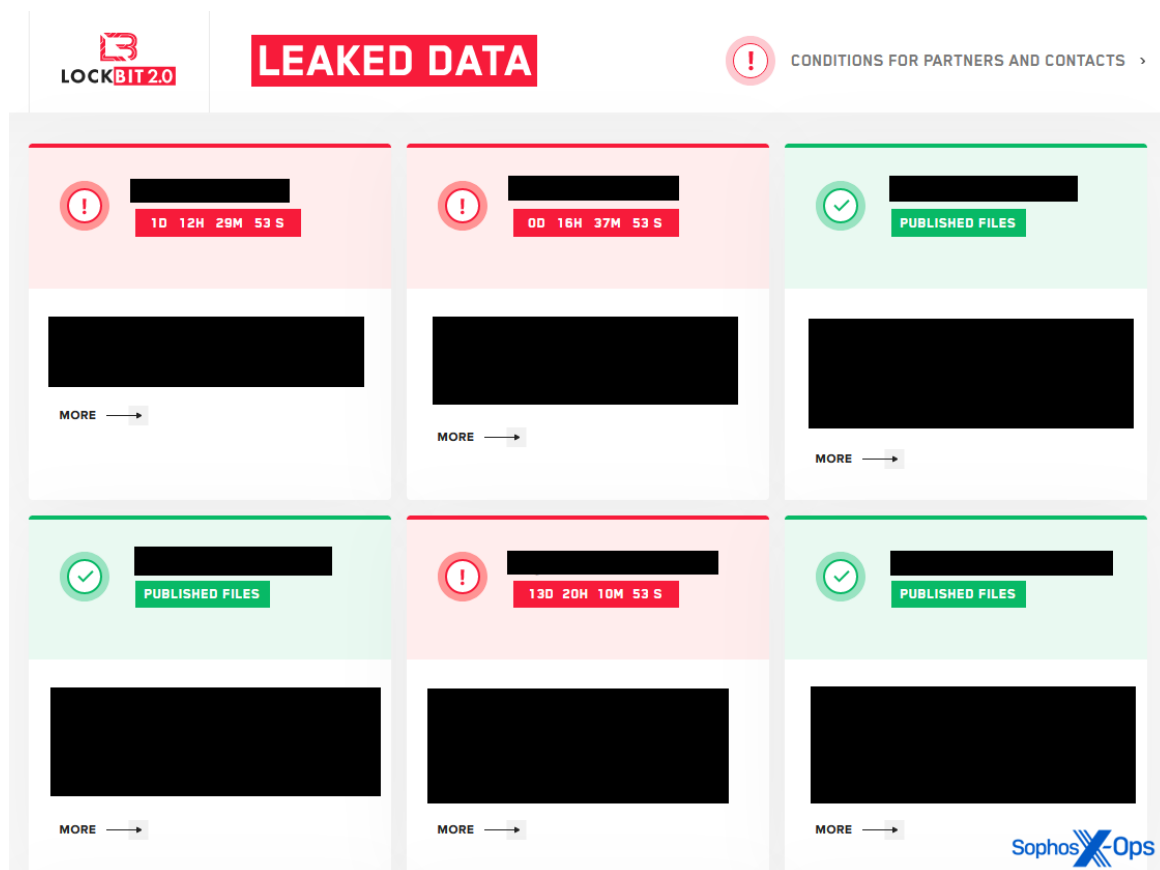 LOCKBIT 2.0
LEAKED DATA
! CONDITIONS FOR PARTNERS AND CONTACTS >
!
1D 12H 29M 53 S
MORE
!
0D 16H 37M 53 S
MORE
PUBLISHED FILES
MORE
PUBLISHED FILES
MORE
!
13D 20H 10M 53 S
MORE
PUBLISHED FILES
MORE
Sophos X-Ops